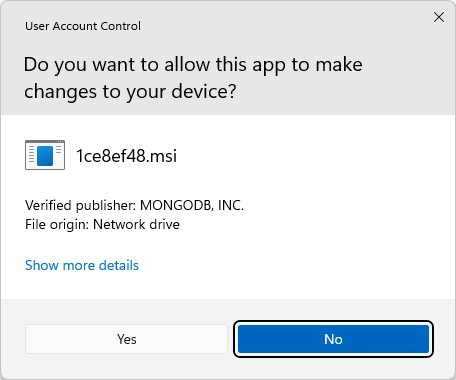 User Account Control
Do you want to allow this app to make
changes to your device?
1ce8ef48.msi
Verified publisher: MONGODB, INC.
File origin: Network drive
Show more details
Yes
No